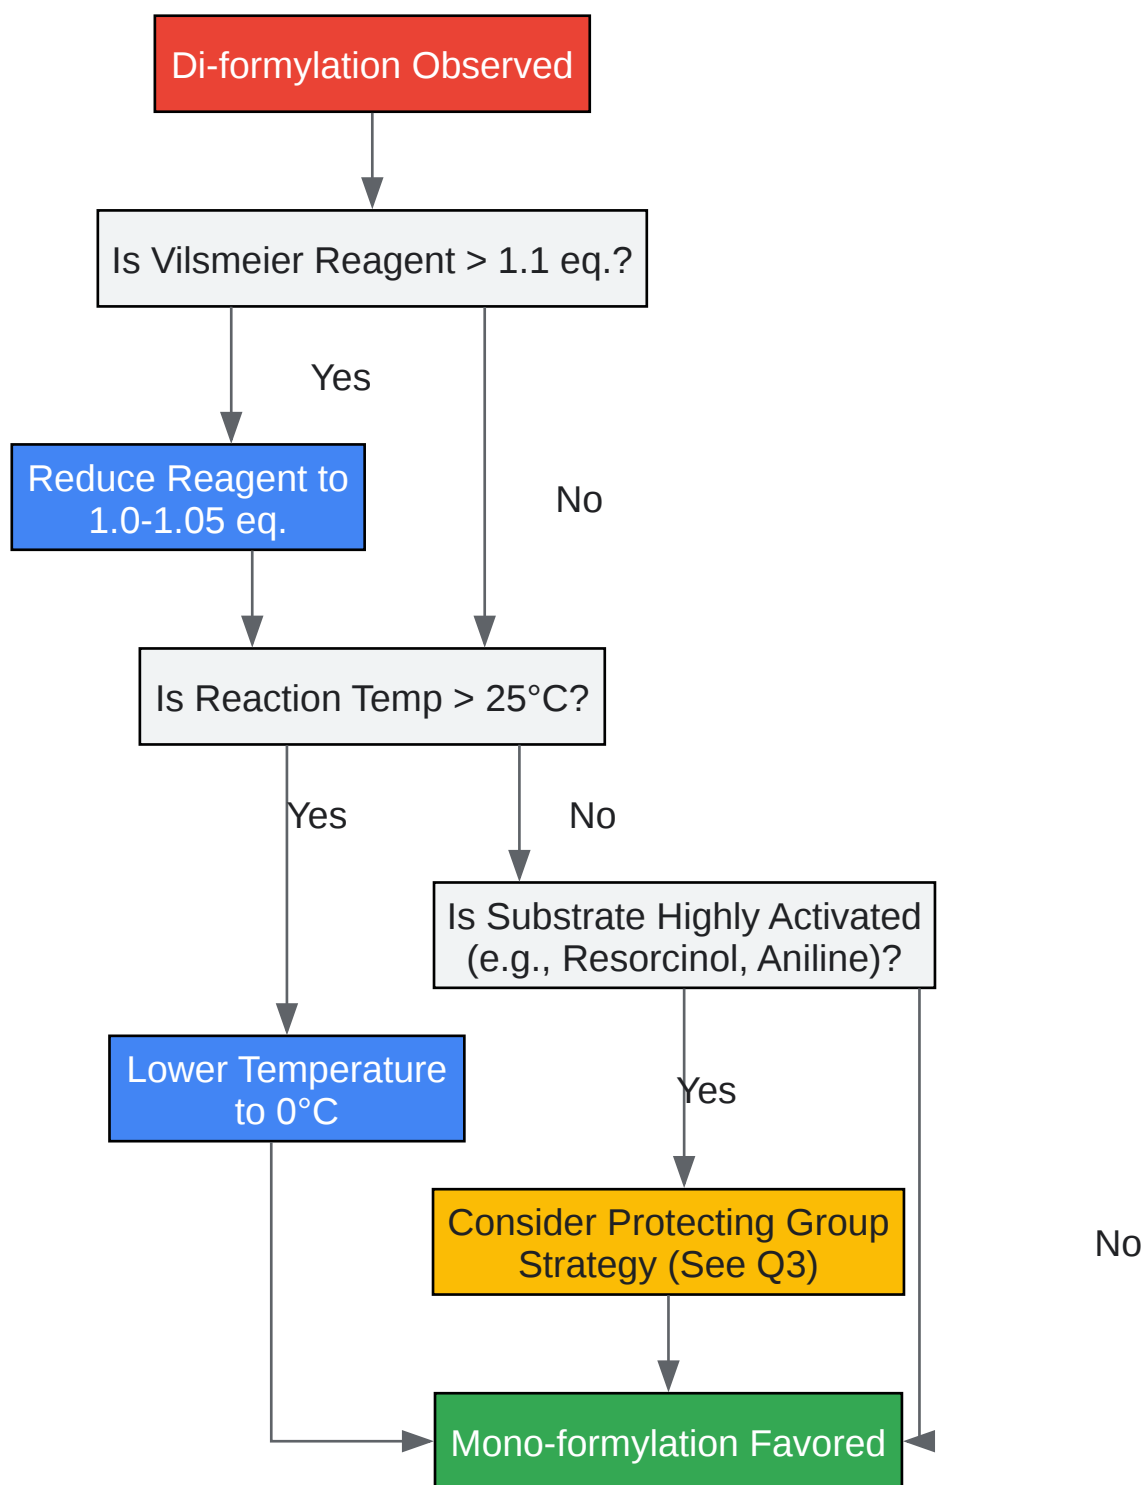 Di-formylation Observed
Is Vilsmeier Reagent > 1.1 eq.?
Yes
Reduce Reagent to
1.0-1.05 eq.
No
Is Reaction Temp > 25°C?
Yes
No
Is Substrate Highly Activated
(e.g., Resorcinol, Aniline)?
Lower Temperature
to 0°C
Yes
Consider Protecting Group
Strategy (See Q3)
No
Mono-formylation Favored